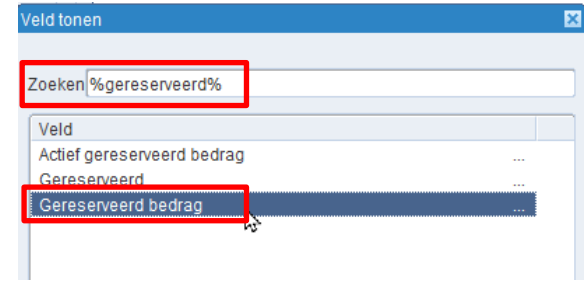 Veld tonen
Zoeken %gereserveerd%
Veld
Actief gereserveerd bedrag ...
Gereserveerd ...
Gereserveerd bedrag ...